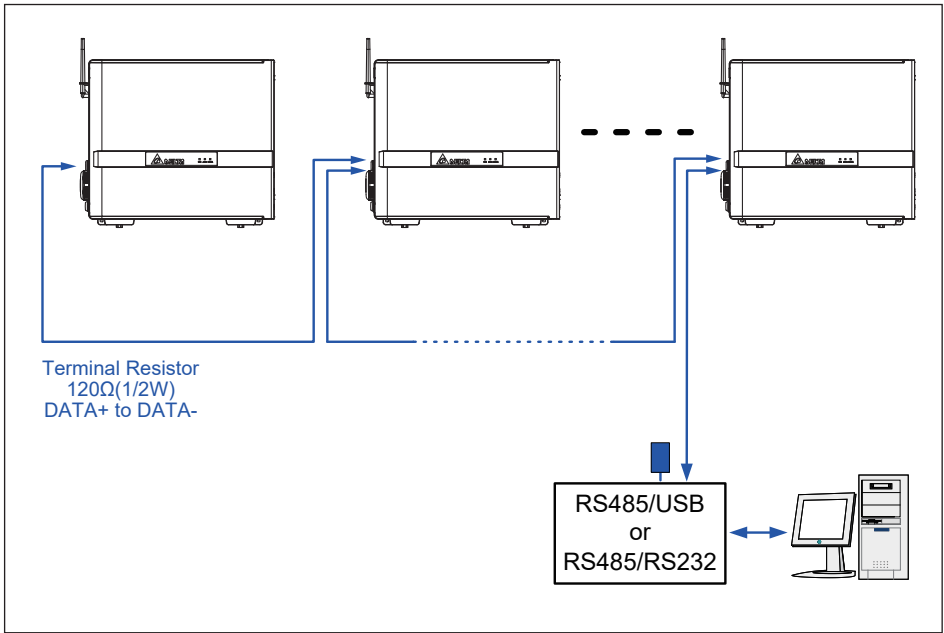 Terminal Resistor
120Ω(1/2W)
DATA+ to DATA-
RS485/USB
or
RS485/RS232